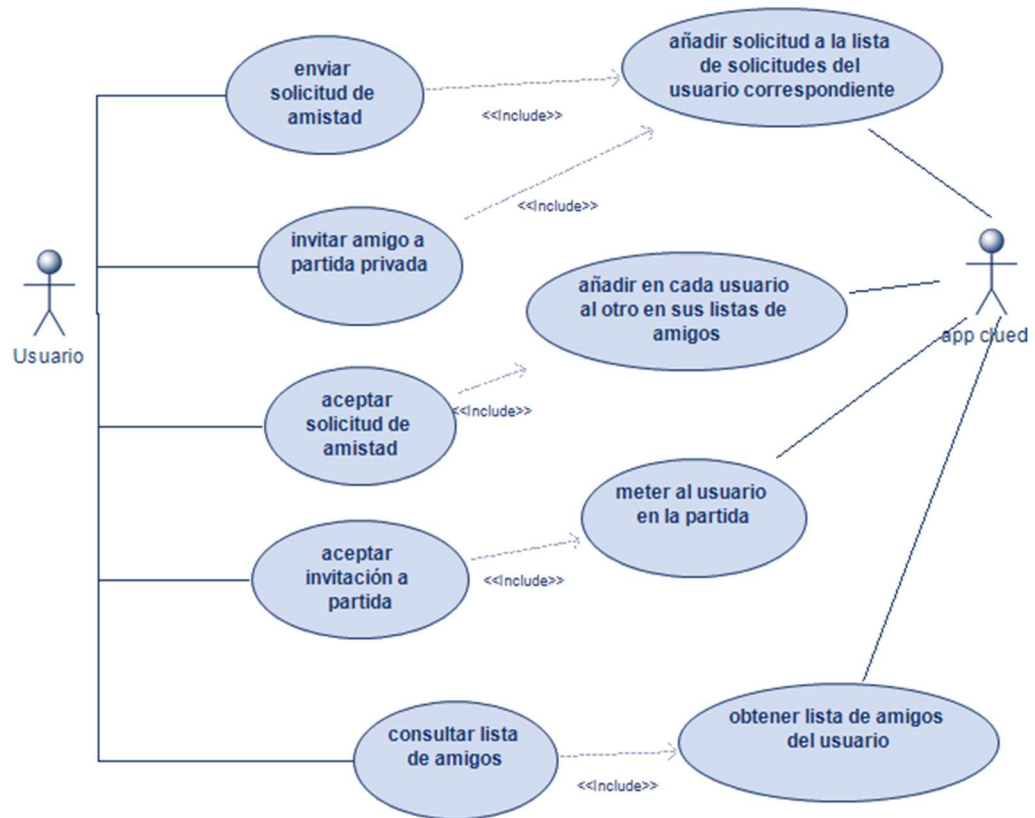 enviar
solicitud de
amistad
añadir solicitud a la lista
de solicitudes del
usuario correspondiente
<<Include>>
<<Include>>
invitar amigo a
partida privada
añadir en cada usuario
al otro en sus listas de
amigos
Usuario
app clued
aceptar
solicitud de
amistad
<<Include>>
meter al usuario
en la partida
aceptar
invitación a
partida
<<Include>>
consultar lista
de amigos
obtener lista de amigos
del usuario
<<Include>>